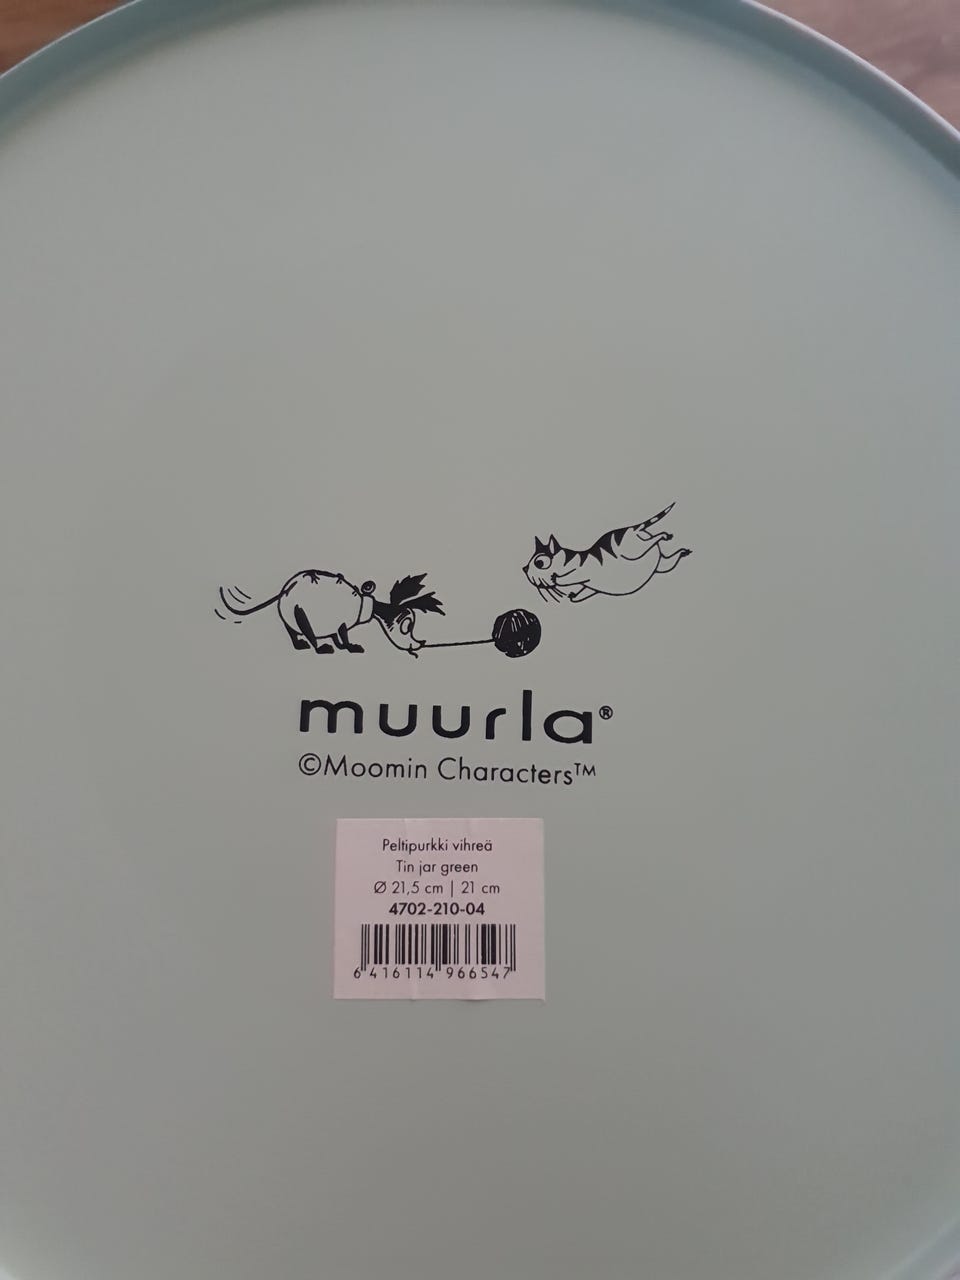 muurla®
©Moomin Characters™
Peltipurkki vihreä
Tin jar green
Ø 21,5 cm | 21 cm
4702-210-04
6 416114 966547